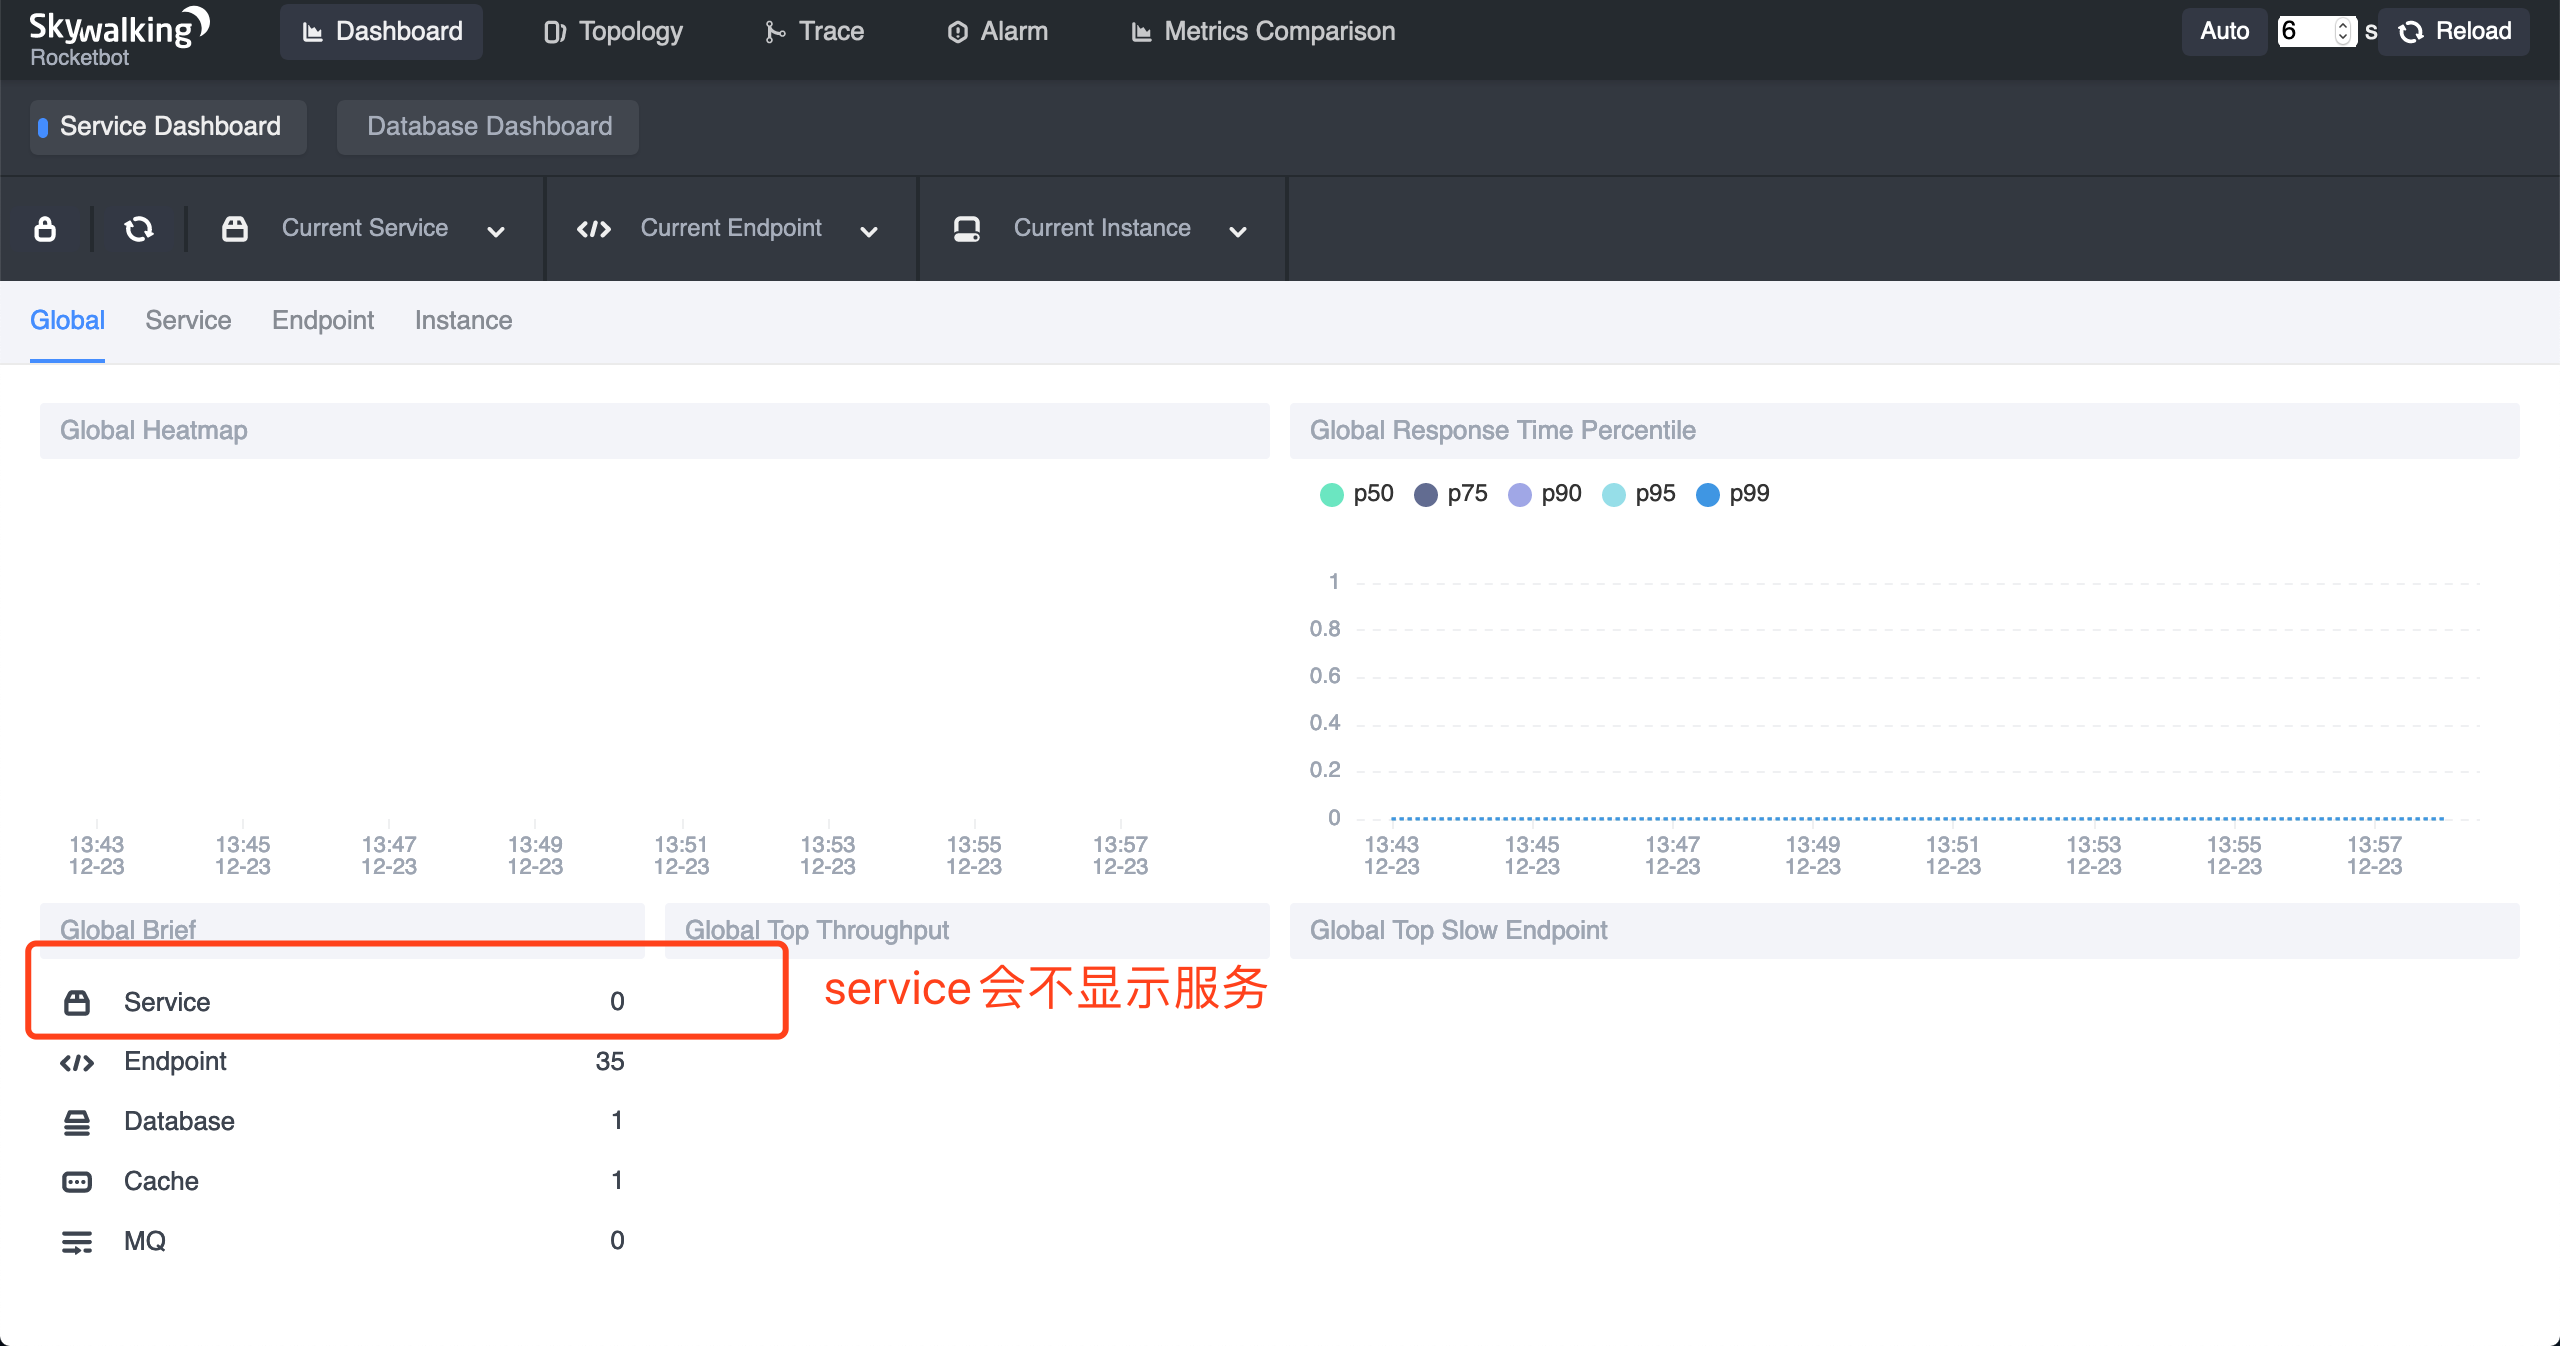 Skywalking
Rocketbot
Dashboard
Topology
Trace
Alarm
Metrics Comparison
Auto
6
s
Reload
Service Dashboard
Database Dashboard
Current Service
Current Endpoint
Current Instance
Global
Service
Endpoint
Instance
Global Heatmap
13:43 13:45 13:47 13:49 13:51 13:53 13:55 13:57
12-23 12-23 12-23 12-23 12-23 12-23 12-23 12-23
Global Response Time Percentile
p50 p75 p90 p95 p99
1
0.8
0.6
0.4
0.2
0
13:43 13:45 13:47 13:49 13:51 13:53 13:55 13:57
12-23 12-23 12-23 12-23 12-23 12-23 12-23 12-23
Global Brief
Service 0
Endpoint 35
Database 1
Cache 1
MQ 0
Global Top Throughput
service会不显示服务
Global Top Slow Endpoint